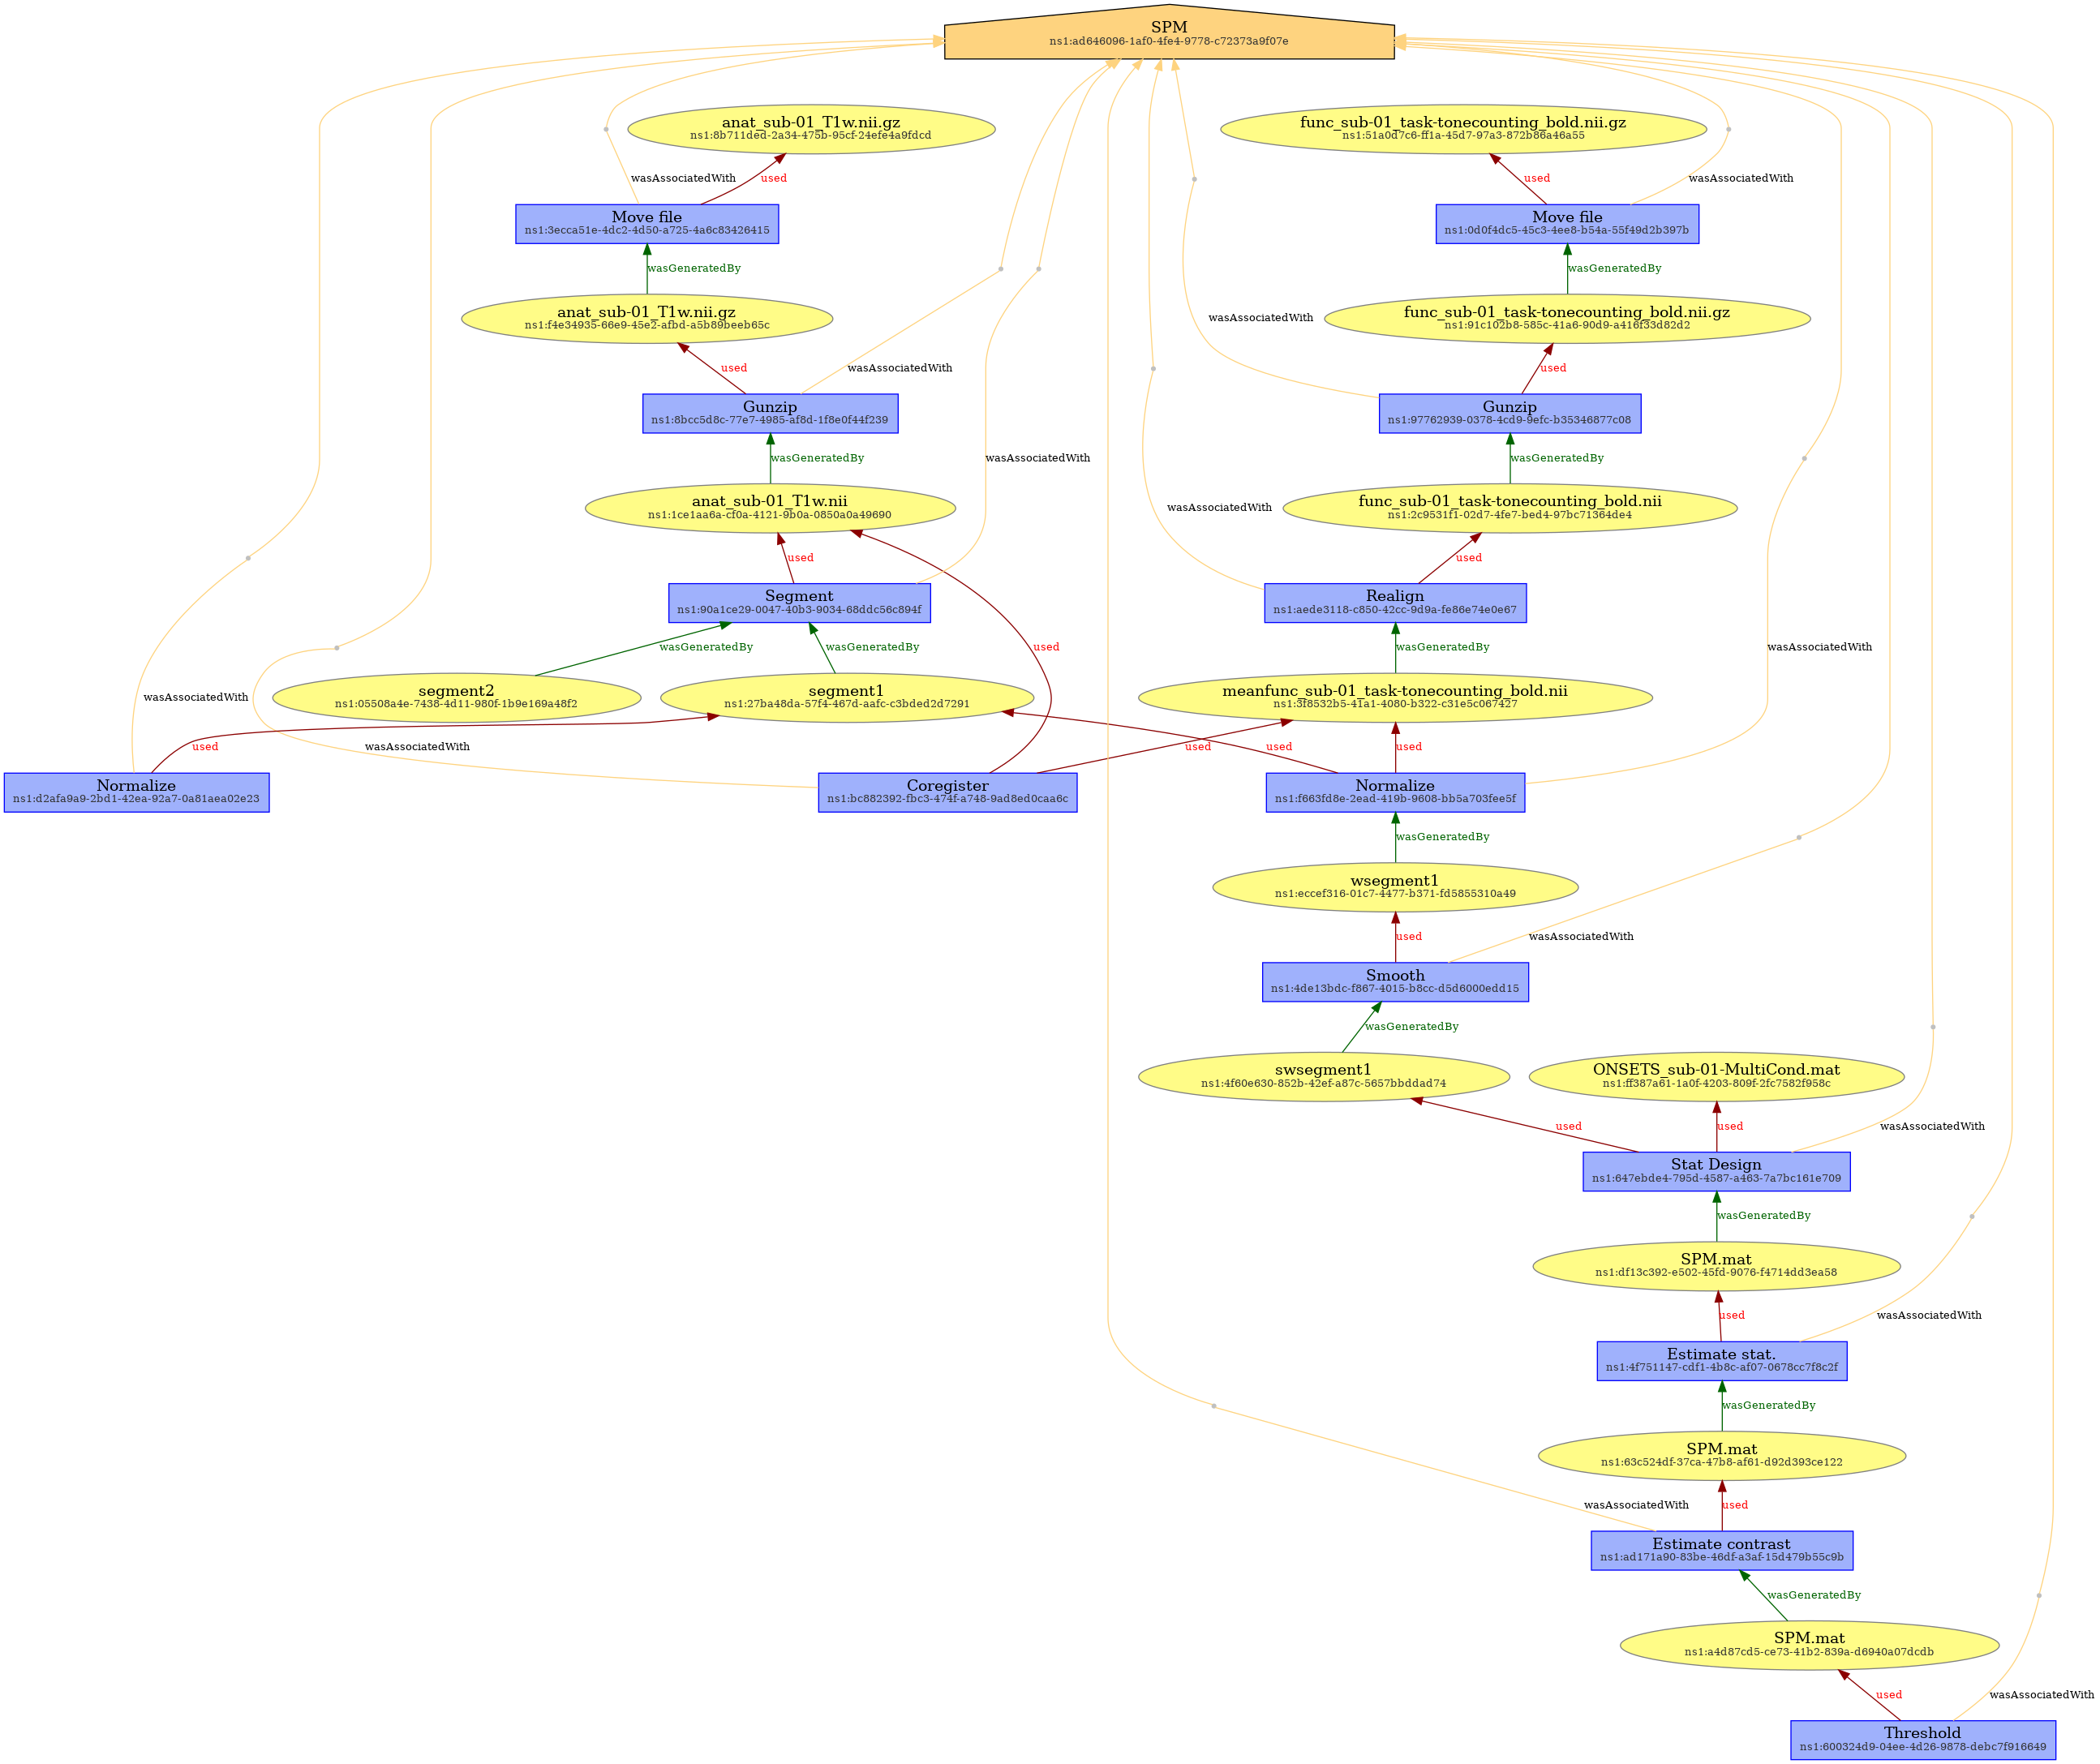 SPM
ns1:ad646096-1af0-4fe4-9778-c72373a9f07e
anat_sub-01_T1w.nii.gz
ns1:8b711ded-2a34-475b-95cf-24efe4a9fdcd
func_sub-01_task-tonecounting_bold.nii.gz
ns1:51a0d7c6-ff1a-45d7-97a3-872b86a46a55
wasAssociatedWith
used
used
wasAssociatedWith
Move file
ns1:3ecca51e-4dc2-4d50-a725-4a6c83426415
Move file
ns1:0d0f4dc5-45c3-4ee8-b54a-55f49d2b397b
wasGeneratedBy
wasGeneratedBy
anat_sub-01_T1w.nii.gz
ns1:f4e34935-66e9-45e2-afbd-a5b89beeb65c
wasAssociatedWith
func_sub-01_task-tonecounting_bold.nii.gz
ns1:91c102b8-585c-41a6-90d9-a416f33d82d2
used
wasAssociatedWith
used
Gunzip
ns1:8bcc5d8c-77e7-4985-af8d-1f8e0f44f239
Gunzip
ns1:97762939-0378-4cd9-9efc-b35346877c08
wasGeneratedBy
wasAssociatedWith
wasGeneratedBy
anat_sub-01_T1w.nii
ns1:1ce1aa6a-cf0a-4121-9b0a-0850a0a49690
wasAssociatedWith
func_sub-01_task-tonecounting_bold.nii
ns1:2c9531f1-02d7-4fe7-bed4-97bc71364de4
used
used
Segment
ns1:90a1ce29-0047-40b3-9034-68ddc56c894f
Realign
ns1:aede3118-c850-42cc-9d9a-fe86e74e0e67
wasGeneratedBy
wasGeneratedBy
used
wasGeneratedBy
wasAssociatedWith
wasAssociatedWith
segment2
ns1:05508a4e-7438-4d11-980f-1b9e169a48f2
segment1
ns1:27ba48da-57f4-467d-aafc-c3bded2d7291
meanfunc_sub-01_task-tonecounting_bold.nii
ns1:3f8532b5-41a1-4080-b322-c31e5c067427
used
wasAssociatedWith
used
used
used
Normalize
ns1:d2afa9a9-2bd1-42ea-92a7-0a81aea02e23
Coregister
ns1:bc882392-fbc3-474f-a748-9ad8ed0caa6c
Normalize
ns1:f663fd8e-2ead-419b-9608-bb5a703fee5f
wasGeneratedBy
wsegment1
ns1:eccef316-01c7-4477-b371-fd5855310a49
used
wasAssociatedWith
Smooth
ns1:4de13bdc-f867-4015-b8cc-d5d6000edd15
wasGeneratedBy
swsegment1
ns1:4f60e630-852b-42ef-a87c-5657bbddad74
ONSETS_sub-01-MultiCond.mat
ns1:ff387a61-1a0f-4203-809f-2fc7582f958c
used
used
wasAssociatedWith
Stat Design
ns1:647ebde4-795d-4587-a463-7a7bc161e709
wasGeneratedBy
SPM.mat
ns1:df13c392-e502-45fd-9076-f4714dd3ea58
used
wasAssociatedWith
Estimate stat.
ns1:4f751147-cdf1-4b8c-af07-0678cc7f8c2f
wasGeneratedBy
SPM.mat
ns1:63c524df-37ca-47b8-af61-d92d393ce122
wasAssociatedWith
used
Estimate contrast
ns1:ad171a90-83be-46df-a3af-15d479b55c9b
wasGeneratedBy
SPM.mat
ns1:a4d87cd5-ce73-41b2-839a-d6940a07dcdb
used
wasAssociatedWith
Threshold
ns1:600324d9-04ee-4d26-9878-debc7f916649